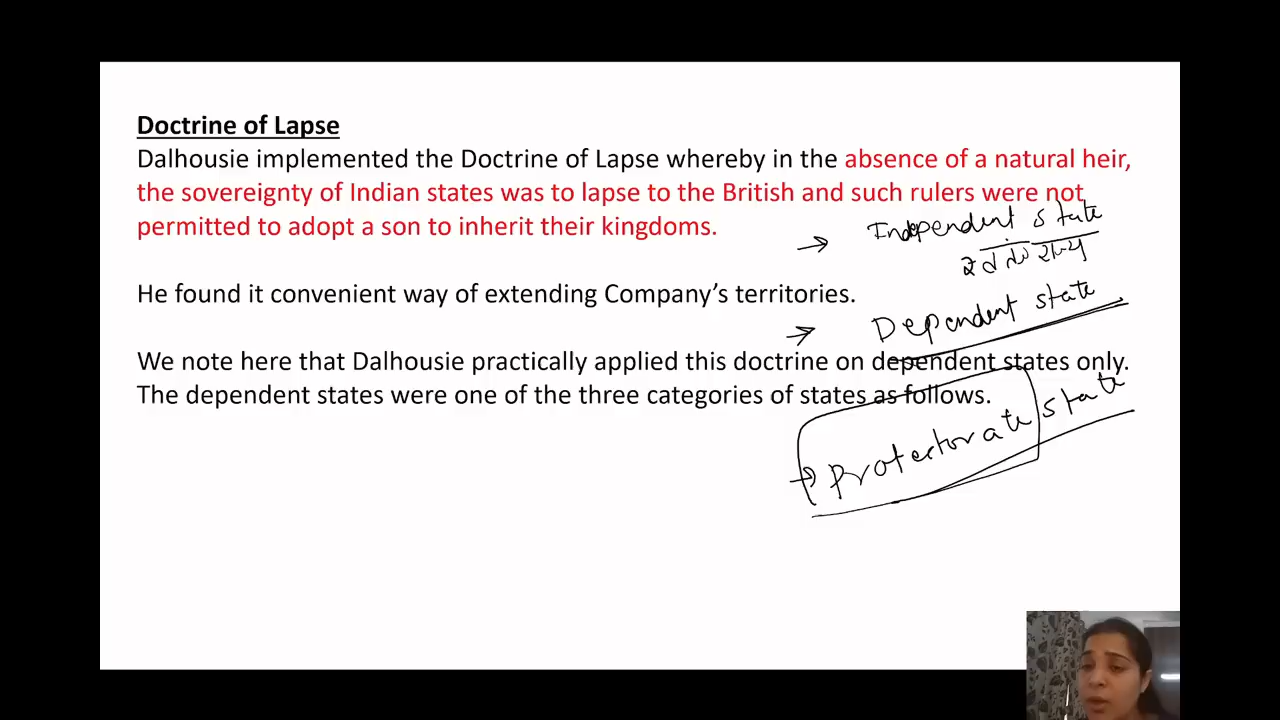 Doctrine of Lapse
Dalhousie implemented the Doctrine of Lapse whereby in the absence of a natural heir,
the sovereignty of Indian states was to lapse to the British and such rulers were not
permitted to adopt a son to inherit their kingdoms.
→ Independent state
He found it convenient way of extending Company's territories.
→ Dependent state
We note here that Dalhousie practically applied this doctrine on dependent states only.
The dependent states were one of the three categories of states as follows.
→ Protectorate state